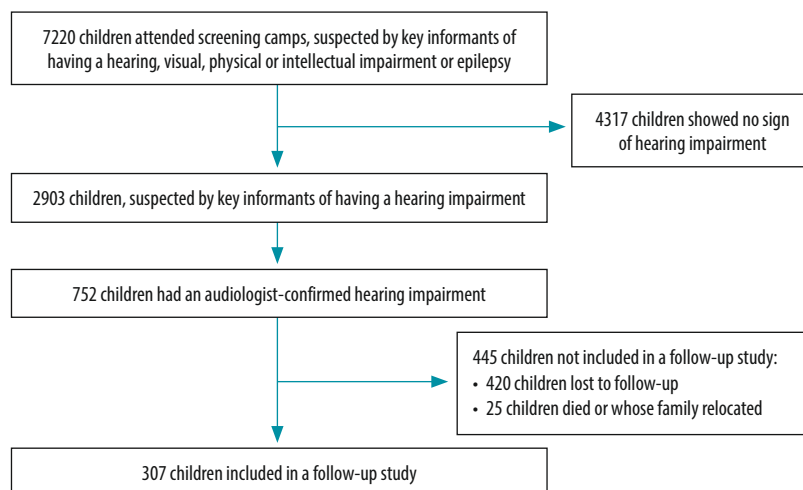 7220 children attended screening camps, suspected by key informants of
having a hearing, visual, physical or intellectual impairment or epilepsy
4317 children showed no sign
of hearing impairment
2903 children, suspected by key informants of having a hearing impairment
752 children had an audiologist-confirmed hearing impairment
445 children not included in a follow-up study:
• 420 children lost to follow-up
• 25 children died or whose family relocated
307 children included in a follow-up study